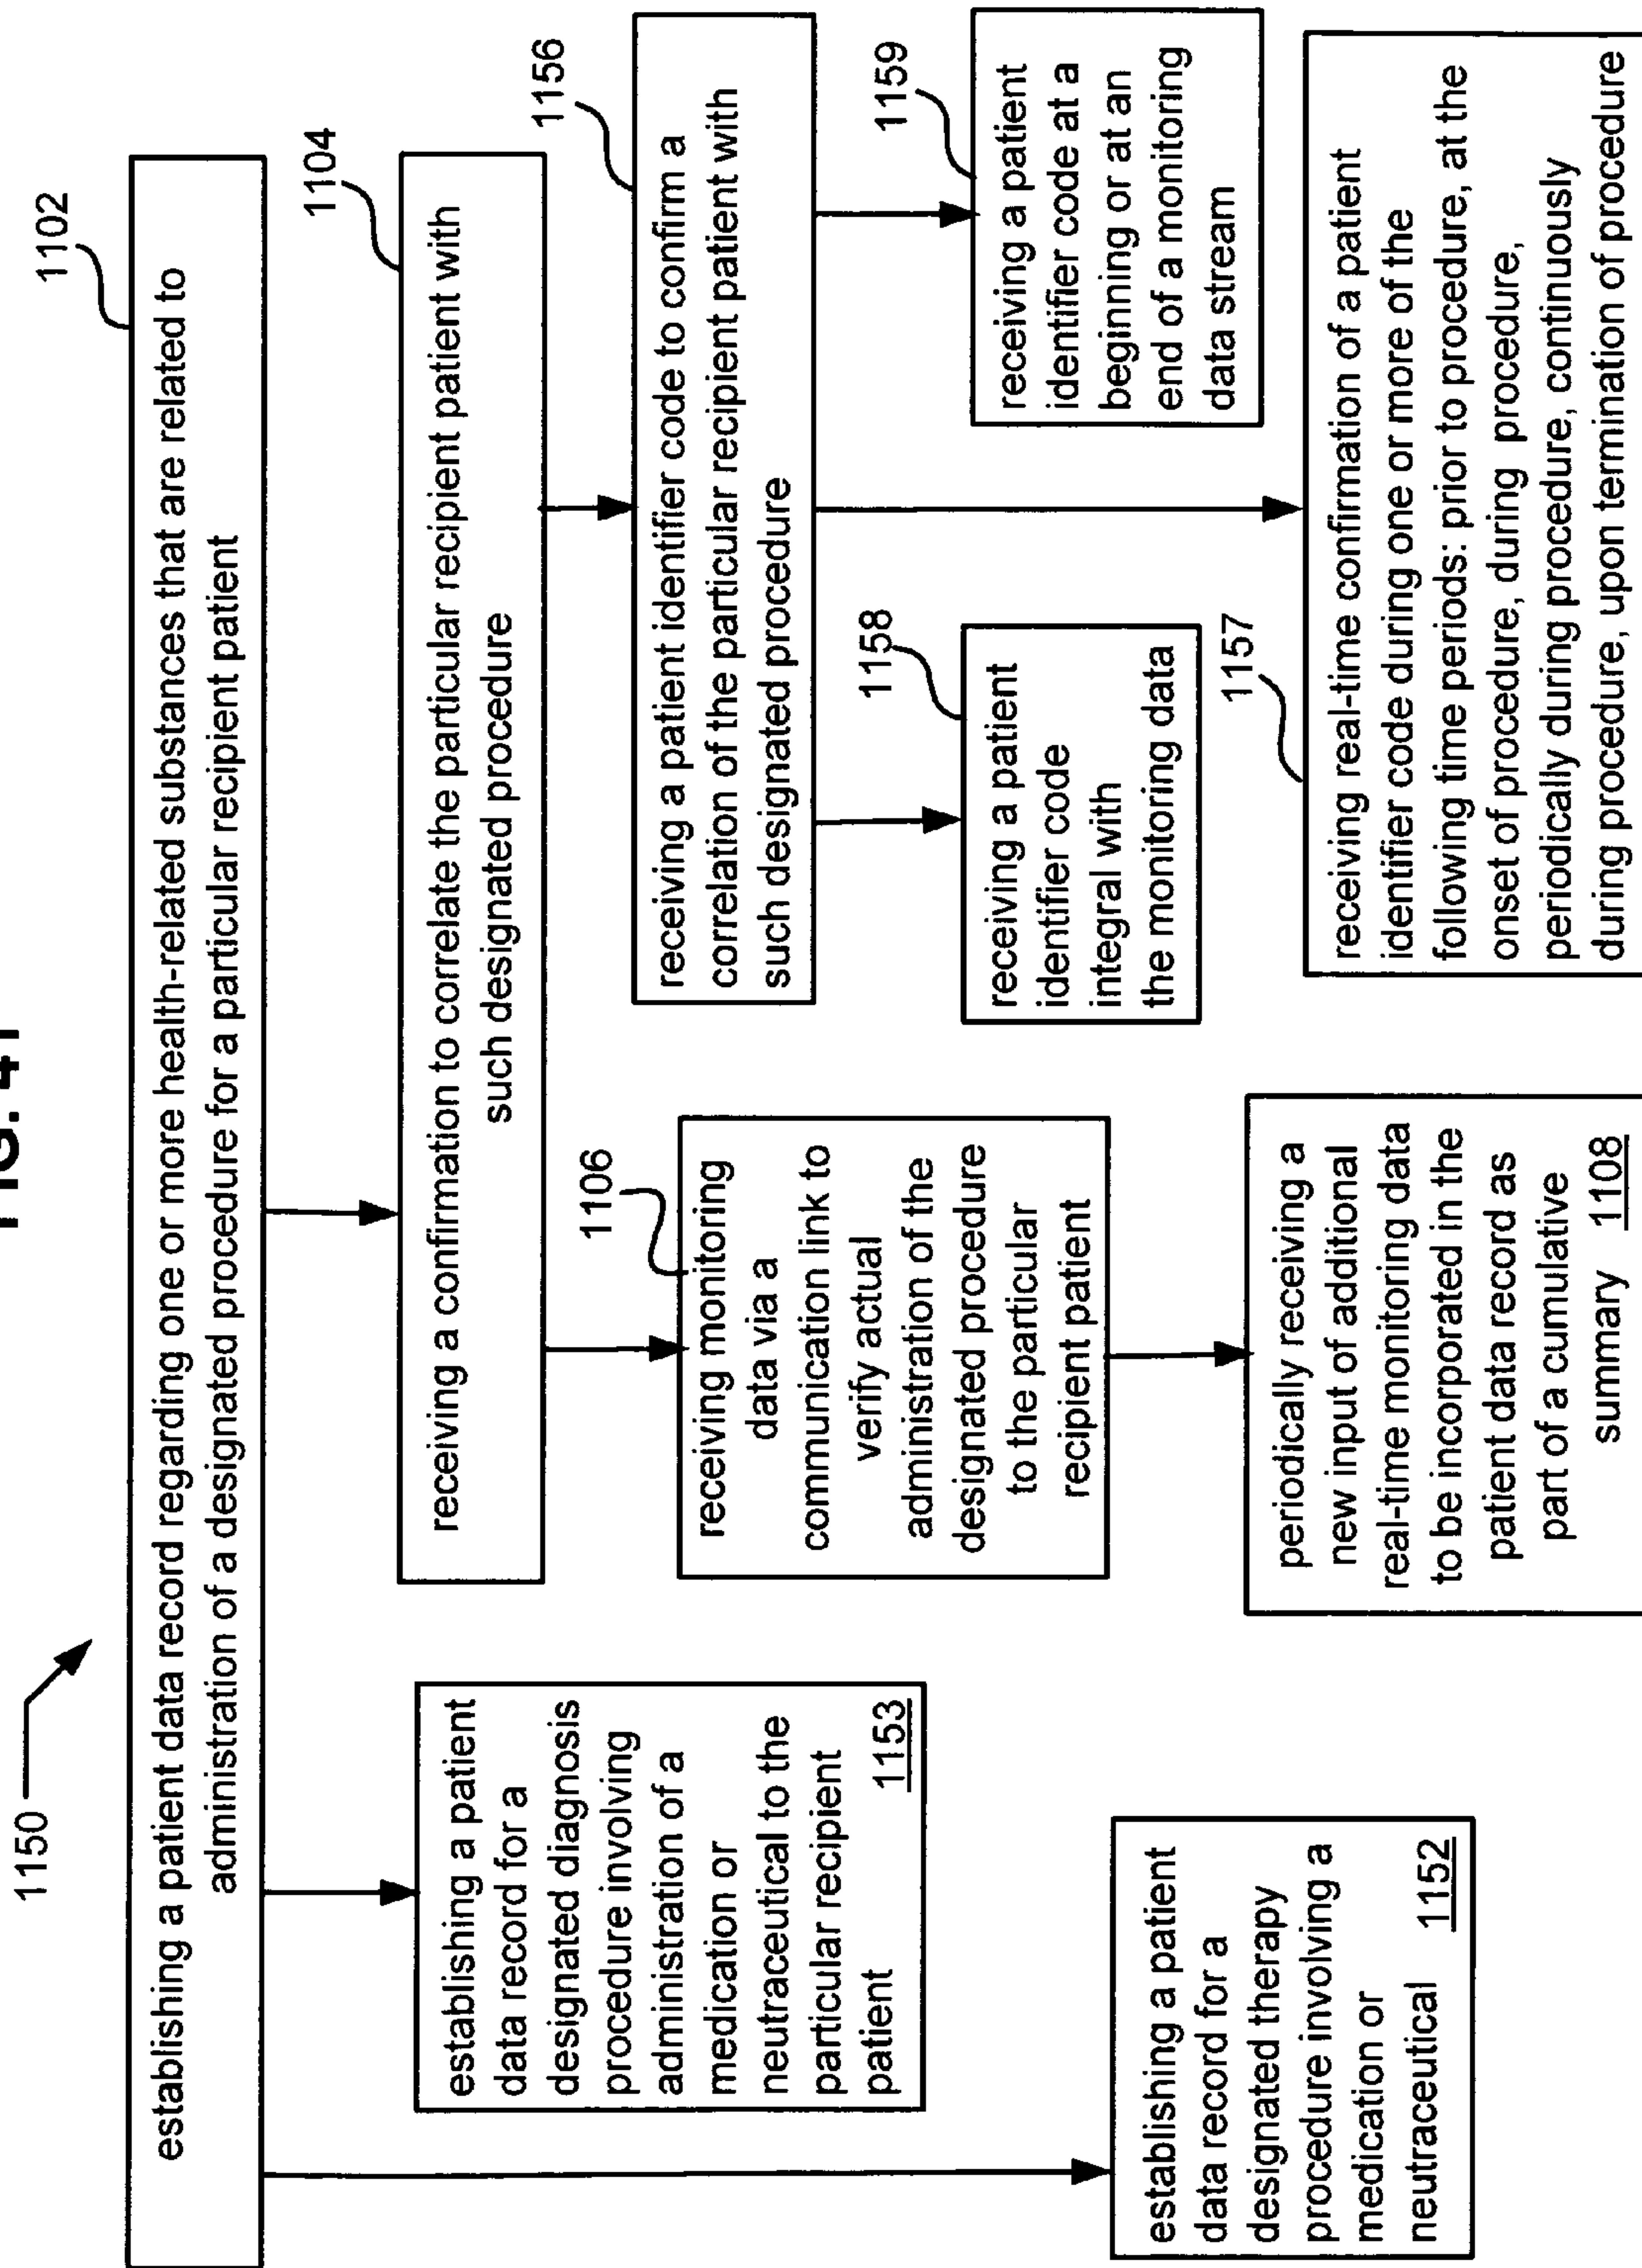 FIG. 41
1150
1102
establishing a patient data record regarding one or more health-related substances that are related to
administration of a designated procedure for a particular recipient patient
1104
receiving a confirmation to correlate the particular recipient patient with
such designated procedure
establishing a patient
data record for a
designated diagnosis
procedure involving
administration of a
medication or
neutraceutical to the
particular recipient
patient 1153
establishing a patient
data record for a
designated therapy
procedure involving a
medication or
neutraceutical 1152
1106
receiving monitoring
data via a
communication link to
verify actual
administration of the
designated procedure
to the particular
recipient patient
periodically receiving a
new input of additional
real-time monitoring data
to be incorporated in the
patient data record as
part of a cumulative
summary 1108
1156
receiving a patient identifier code to confirm a
correlation of the particular recipient patient with
such designated procedure
1158
receiving a patient
identifier code
integral with
the monitoring data
1159
receiving a patient
identifier code at a
beginning or at an
end of a monitoring
data stream
1157
receiving real-time confirmation of a patient
identifier code during one or more of the
following time periods: prior to procedure, at the
onset of procedure, during procedure,
periodically during procedure, continuously
during procedure, upon termination of procedure